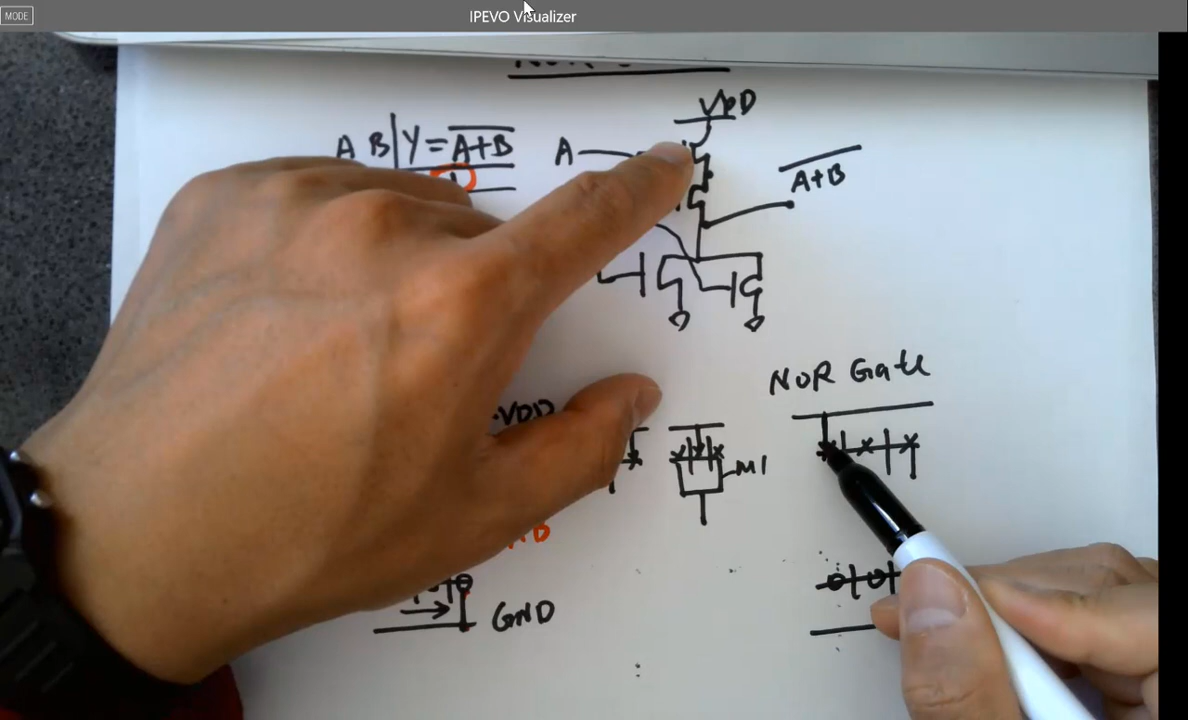 MODE
IPEVO Visualizer
VDD
A B Y = A+B
A
A+B
NOR Gate
VDD
M1
GND